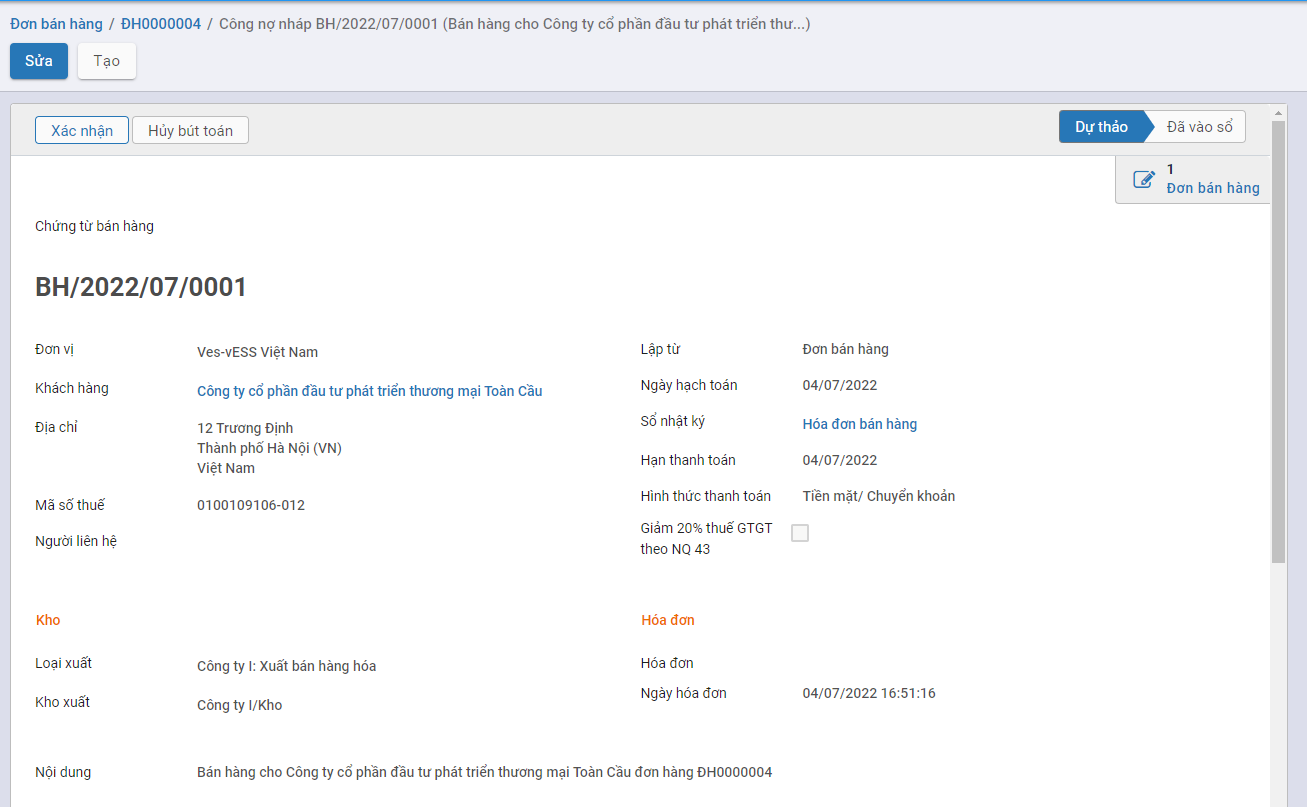 Đơn bán hàng / ĐH0000004 / Công nợ nháp BH/2022/07/0001 (Bán hàng cho Công ty cổ phần đầu tư phát triển thư...)
Sửa Tạo
Xác nhận Hủy bút toán Dự thảo Đã vào sổ
1
Đơn bán hàng
Chứng từ bán hàng
BH/2022/07/0001
Đơn vị Ves-vESS Việt Nam
Khách hàng Công ty cổ phần đầu tư phát triển thương mại Toàn Cầu
Địa chỉ 12 Trương Định
Thành phố Hà Nội (VN)
Việt Nam
Mã số thuế 0100109106-012
Người liên hệ
Lập từ Đơn bán hàng
Ngày hạch toán 04/07/2022
Sổ nhật ký Hóa đơn bán hàng
Hạn thanh toán 04/07/2022
Hình thức thanh toán Tiền mặt/ Chuyển khoản
Giảm 20% thuế GTGT
theo NQ 43
Kho
Loại xuất Công ty I: Xuất bán hàng hóa
Kho xuất Công ty I/Kho
Hóa đơn
Hóa đơn
Ngày hóa đơn 04/07/2022 16:51:16
Nội dung Bán hàng cho Công ty cổ phần đầu tư phát triển thương mại Toàn Cầu đơn hàng ĐH0000004